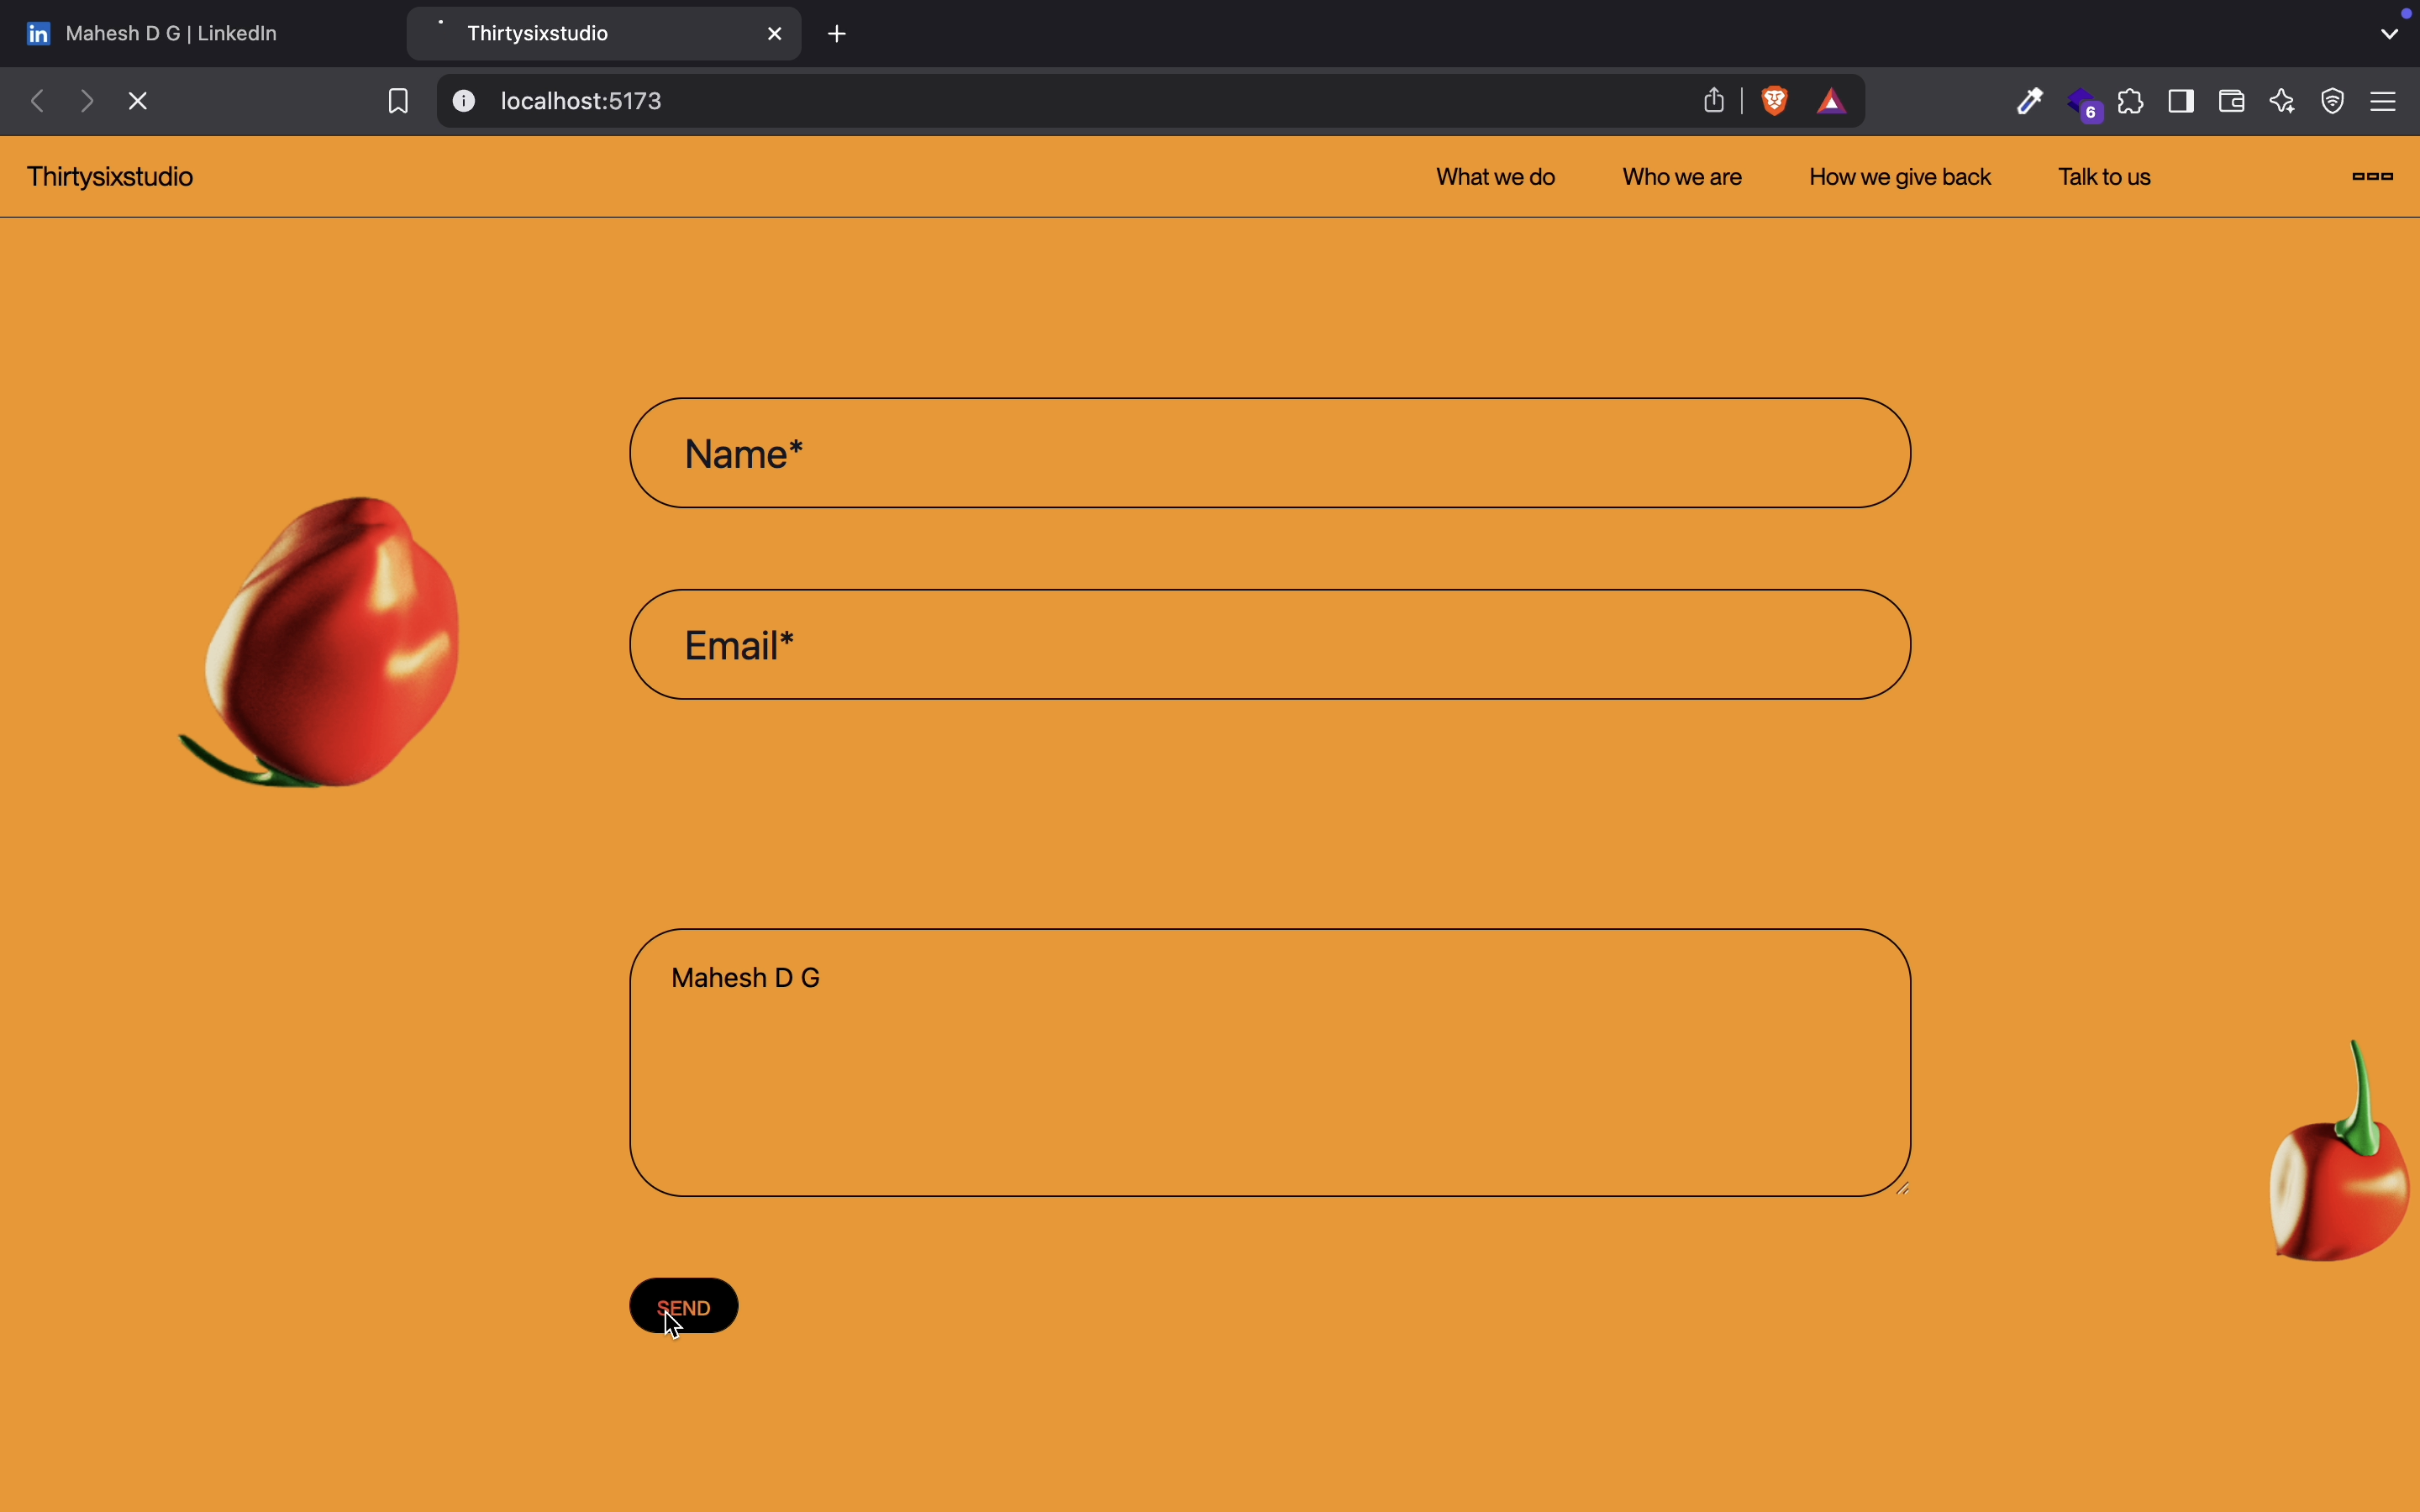 Mahesh D G | LinkedIn
Thirtysixstudio
localhost:5173
6
Thirtysixstudio
What we do
Who we are
How we give back
Talk to us
Name*
Email*
Mahesh D G
SEND